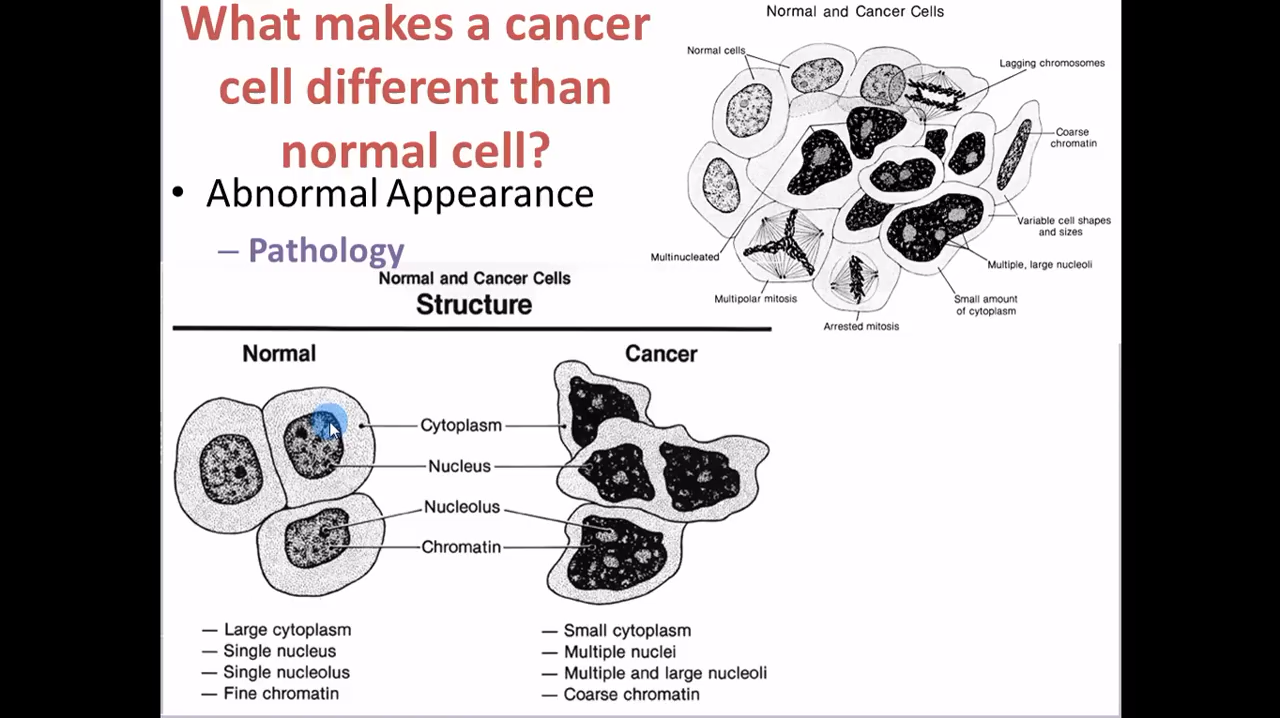 What makes a cancer
cell different than
normal cell?
• Abnormal Appearance
– Pathology
Normal and Cancer Cells
Normal cells
Lagging chromosomes
Coarse
chromatin
Variable cell shapes
and sizes
Multinucleated
Multiple, large nucleoli
Multipolar mitosis
Small amount
of cytoplasm
Arrested mitosis
Normal and Cancer Cells
Structure
Normal
Cancer
Cytoplasm
Nucleus
Nucleolus
Chromatin
— Large cytoplasm
— Single nucleus
— Single nucleolus
— Fine chromatin
— Small cytoplasm
— Multiple nuclei
— Multiple and large nucleoli
— Coarse chromatin